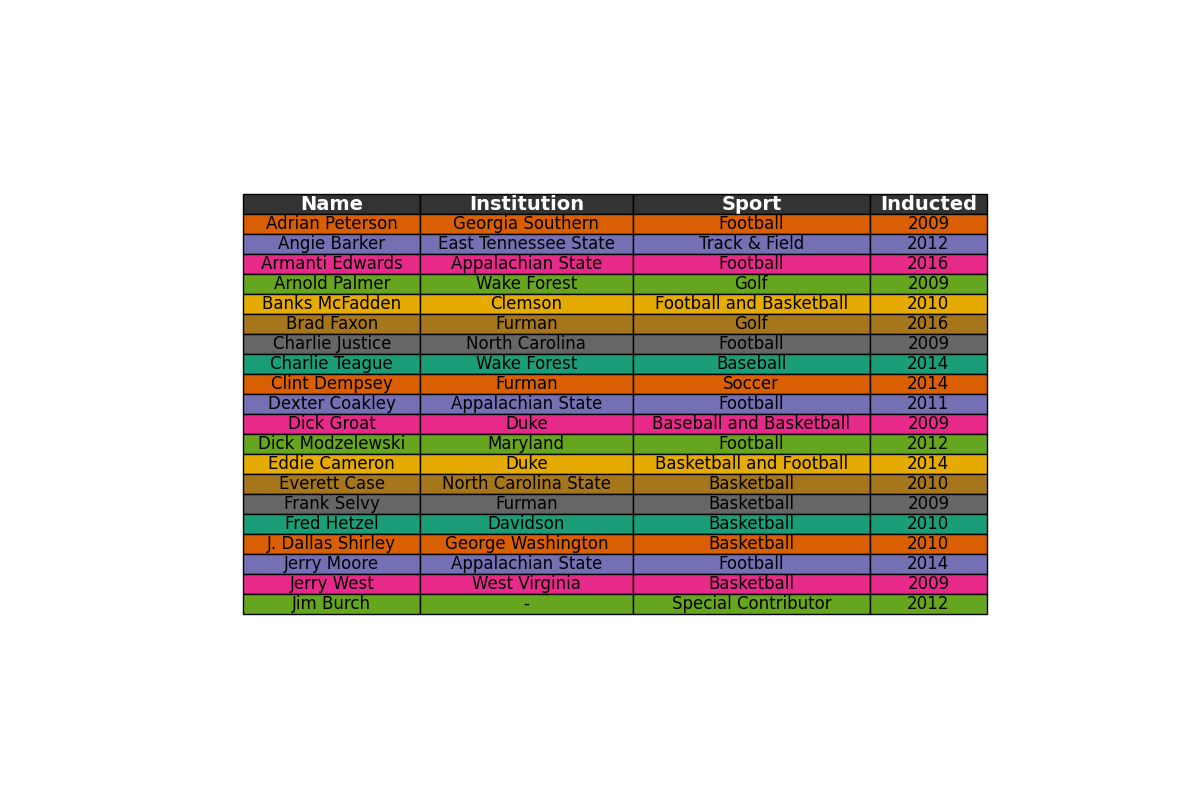 Name Institution Sport Inducted
Adrian Peterson Georgia Southern Football 2009
Angie Barker East Tennessee State Track & Field 2012
Armanti Edwards Appalachian State Football 2016
Arnold Palmer Wake Forest Golf 2009
Banks McFadden Clemson Football and Basketball 2010
Brad Faxon Furman Golf 2016
Charlie Justice North Carolina Football 2009
Charlie Teague Wake Forest Baseball 2014
Clint Dempsey Furman Soccer 2014
Dexter Coakley Appalachian State Football 2011
Dick Groat Duke Baseball and Basketball 2009
Dick Modzelewski Maryland Football 2012
Eddie Cameron Duke Basketball and Football 2014
Everett Case North Carolina State Basketball 2010
Frank Selvy Furman Basketball 2009
Fred Hetzel Davidson Basketball 2010
J. Dallas Shirley George Washington Basketball 2010
Jerry Moore Appalachian State Football 2014
Jerry West West Virginia Basketball 2009
Jim Burch - Special Contributor 2012